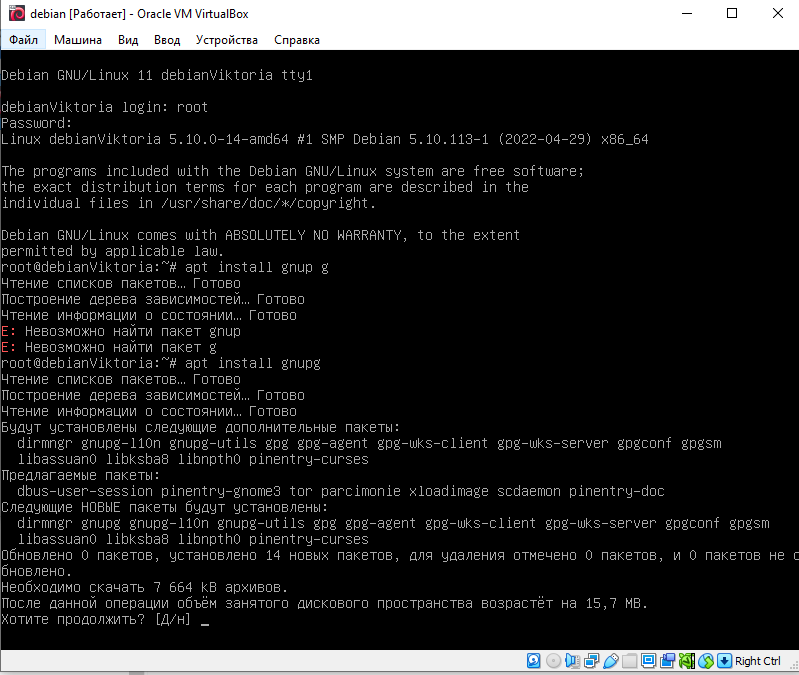 debian [Работает] - Oracle VM VirtualBox
Файл Машина Вид Ввод Устройства Справка
Debian GNU/Linux 11 debianViktoria tty1
debianViktoria login: root
Password:
Linux debianViktoria 5.10.0-14-amd64 #1 SMP Debian 5.10.113-1 (2022-04-29) x86_64
The programs included with the Debian GNU/Linux system are free software;
the exact distribution terms for each program are described in the
individual files in /usr/share/doc/*/copyright.
Debian GNU/Linux comes with ABSOLUTELY NO WARRANTY, to the extent
permitted by applicable law.
root@debianViktoria:~# apt install gnup g
Чтение списков пакетов… Готово
Построение дерева зависимостей… Готово
Чтение информации о состоянии… Готово
E: Невозможно найти пакет gnup
E: Невозможно найти пакет g
root@debianViktoria:~# apt install gnupg
Чтение списков пакетов… Готово
Построение дерева зависимостей… Готово
Чтение информации о состоянии… Готово
Будут установлены следующие дополнительные пакеты:
dirmngr gnupg-l10n gnupg-utils gpg gpg-agent gpg-wks-client gpg-wks-server gpgconf gpgsm
libassuan0 libksba8 libnpth0 pinentry-curses
Предлагаемые пакеты:
dbus-user-session pinentry-gnome3 tor parcimonie xloadimage scdaemon pinentry-doc
Следующие НОВЫЕ пакеты будут установлены:
dirmngr gnupg gnupg-l10n gnupg-utils gpg gpg-agent gpg-wks-client gpg-wks-server gpgconf gpgsm
libassuan0 libksba8 libnpth0 pinentry-curses
Обновлено 0 пакетов, установлено 14 новых пакетов, для удаления отмечено 0 пакетов, и 0 пакетов не о
бновлено.
Необходимо скачать 7 664 kB архивов.
После данной операции объём занятого дискового пространства возрастёт на 15,7 MB.
Хотите продолжить? [Д/н] _
Right Ctrl